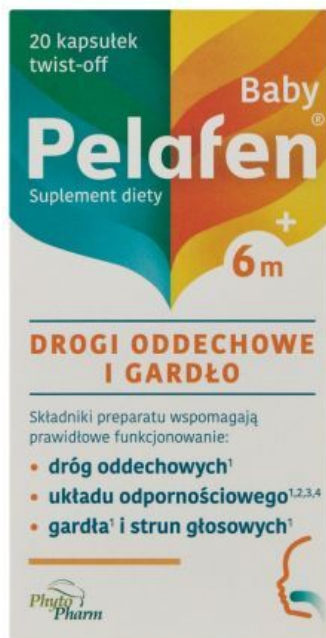 20 kapsułek
twist-off
Baby
Pelafen®
Suplement diety
+
6 m
DROGI ODDECHOWE
I GARDŁO
Składniki preparatu wspomagają
prawidłowe funkcjonowanie:
• dróg oddechowych¹
• układu odpornościowego¹,²,³,⁴
• gardła¹ i strun głosowych¹
Phyto
Pharm